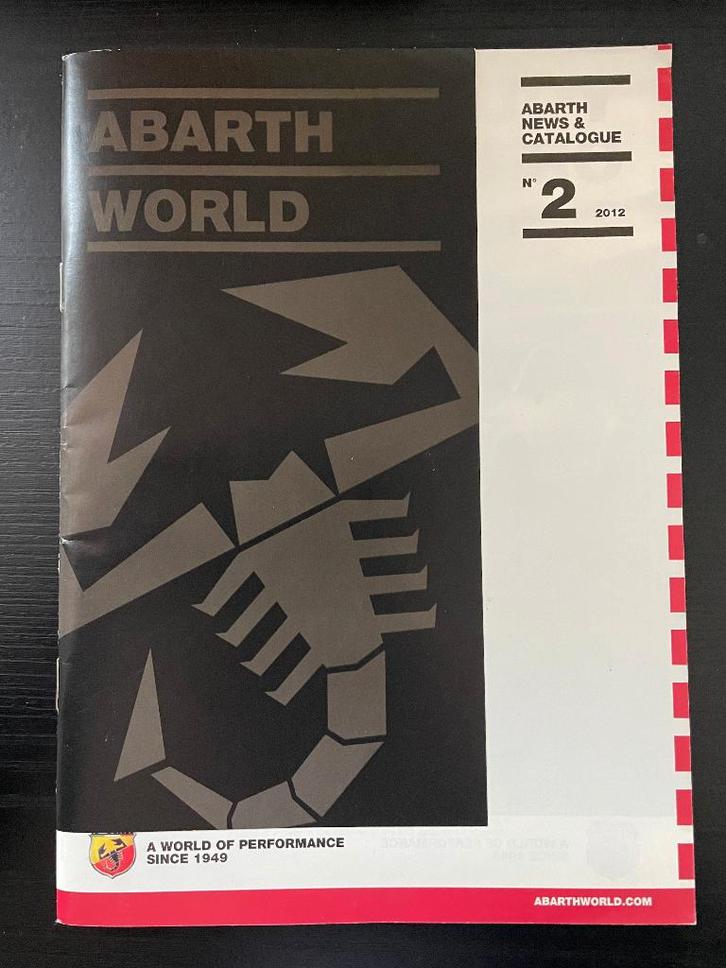 ABARTH
WORLD
ABARTH
NEWS &
CATALOGUE
N° 2 2012
A WORLD OF PERFORMANCE
SINCE 1949
ABARTHWORLD.COM